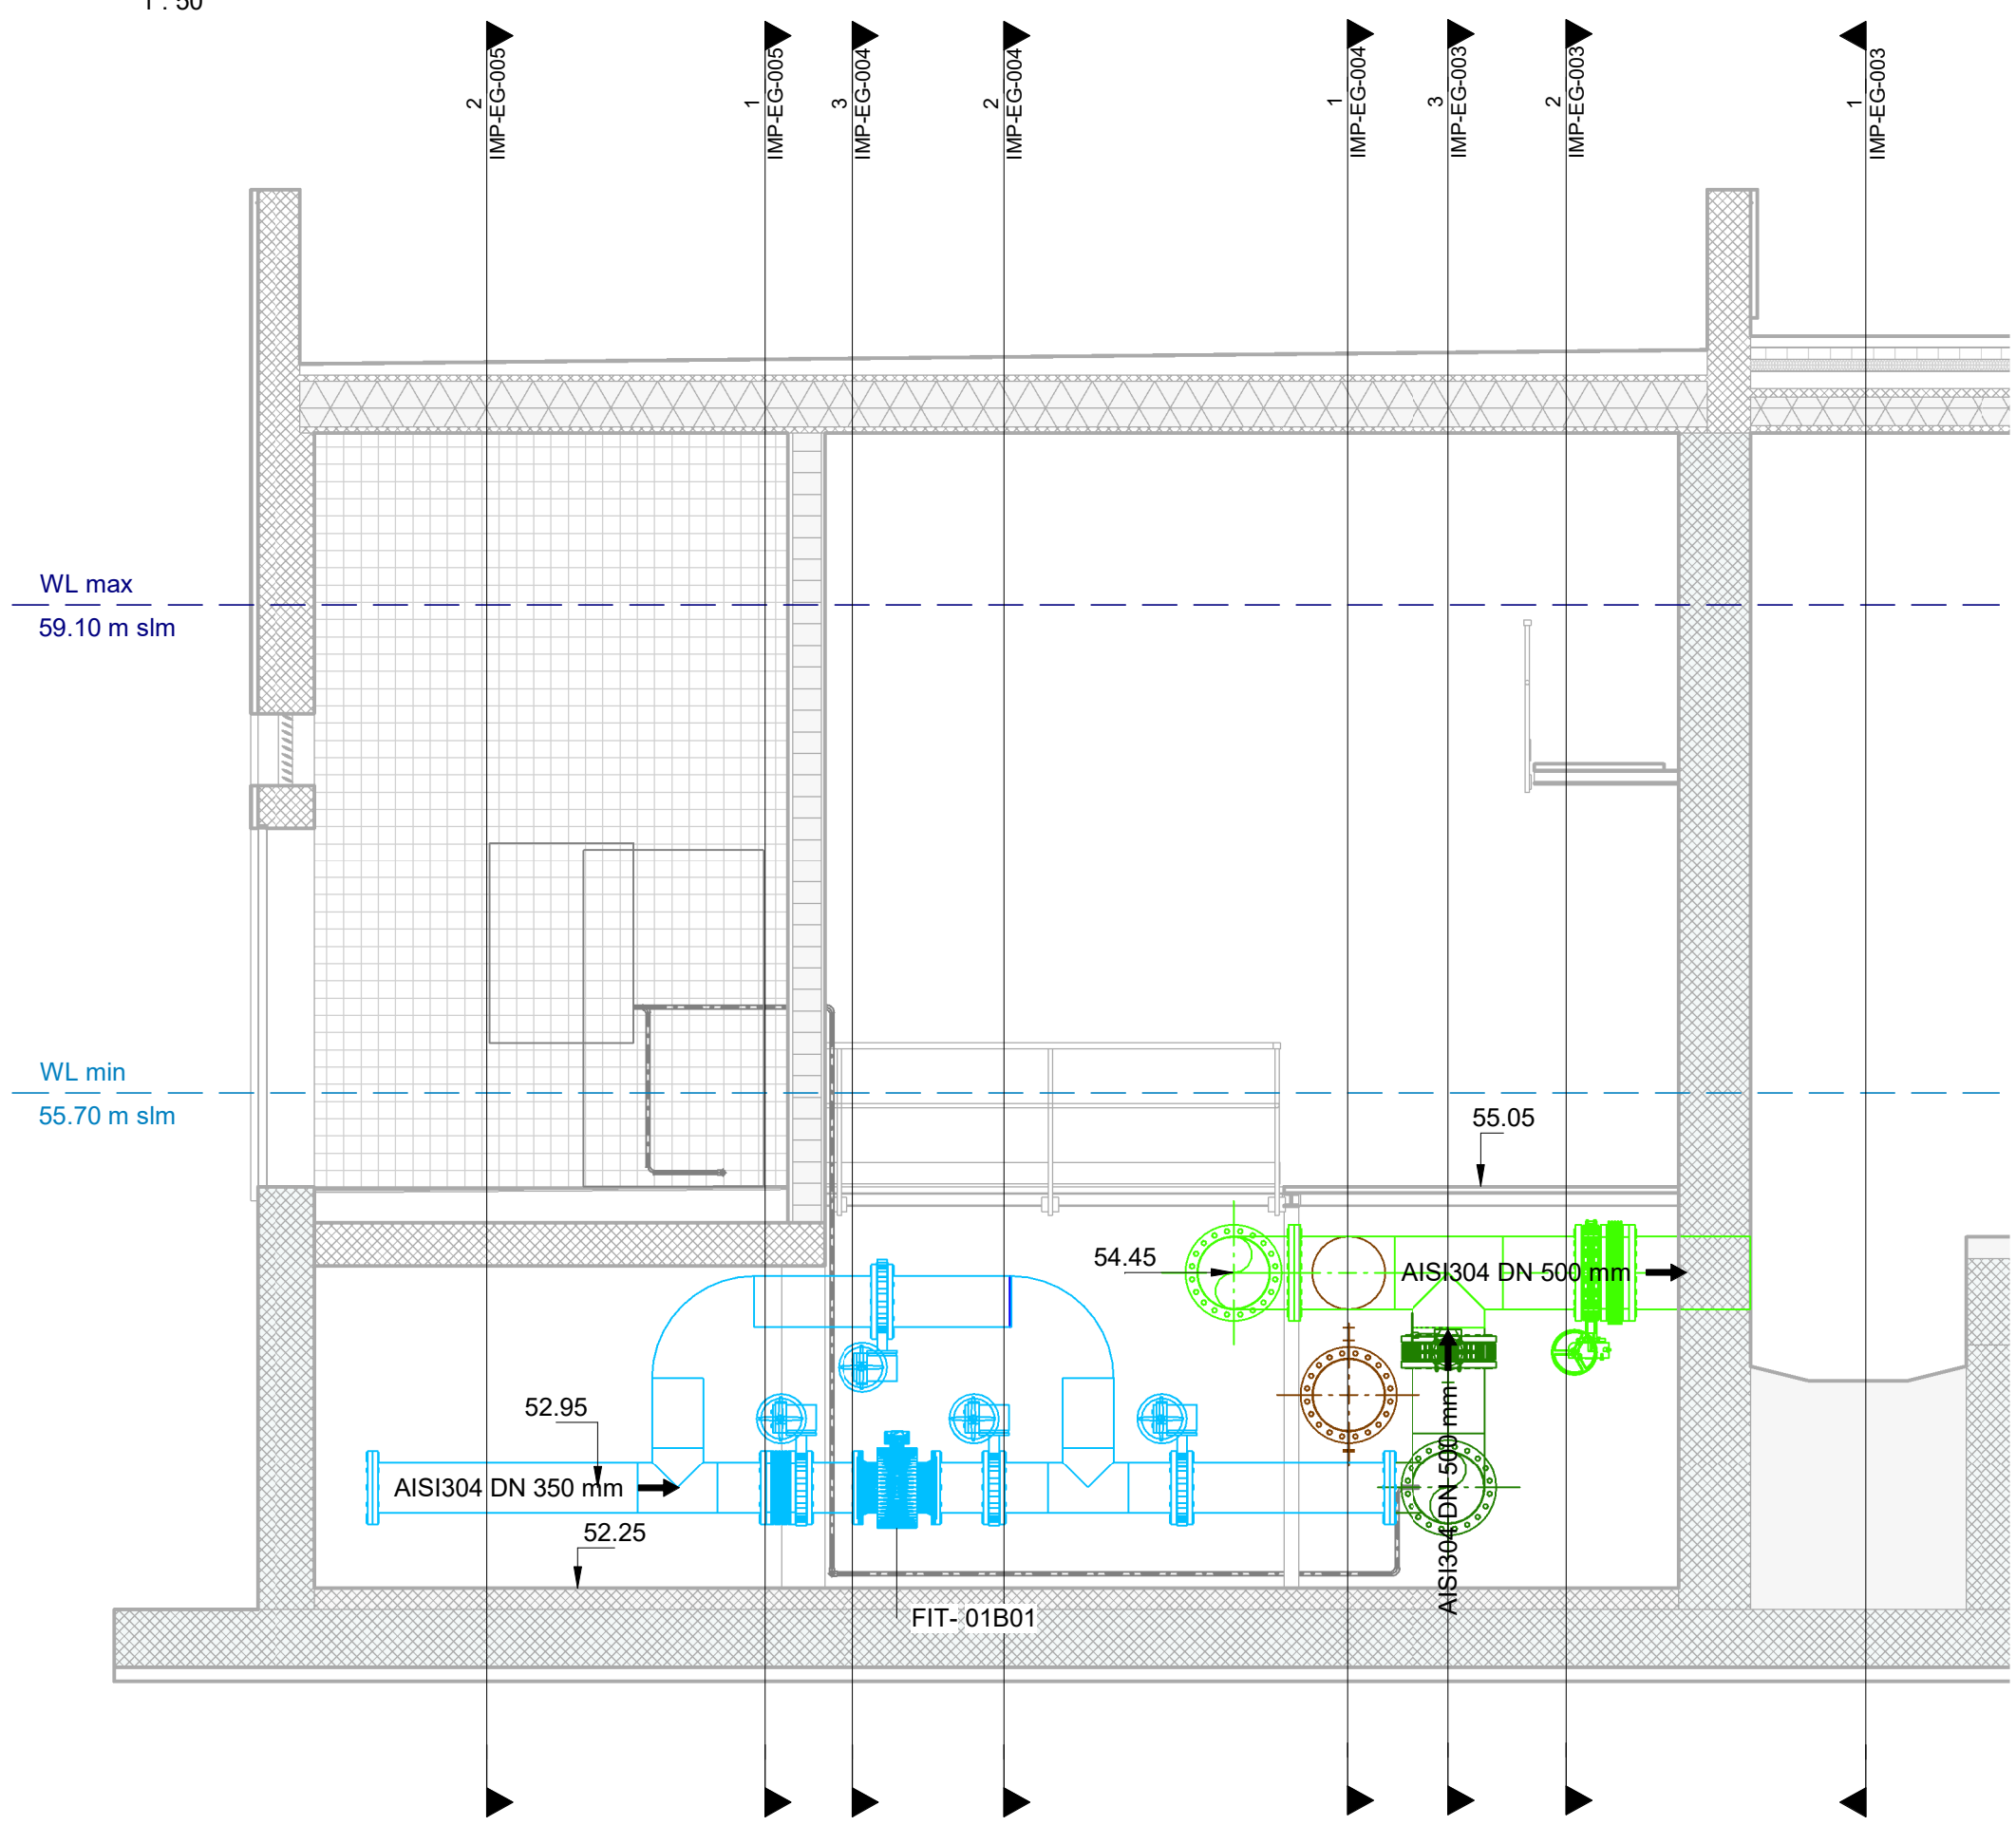 1 : 50
2
IMP-EG-005
1
IMP-EG-005
3
IMP-EG-004
2
IMP-EG-004
1
IMP-EG-004
3
IMP-EG-003
2
IMP-EG-003
1
IMP-EG-003
WL max
59.10 m slm
WL min
55.70 m slm
55.05
54.45
AISI304 DN 500 mm
52.95
AISI304 DN 350 mm
AISI304 DN 500 mm
52.25
FIT- 01B01